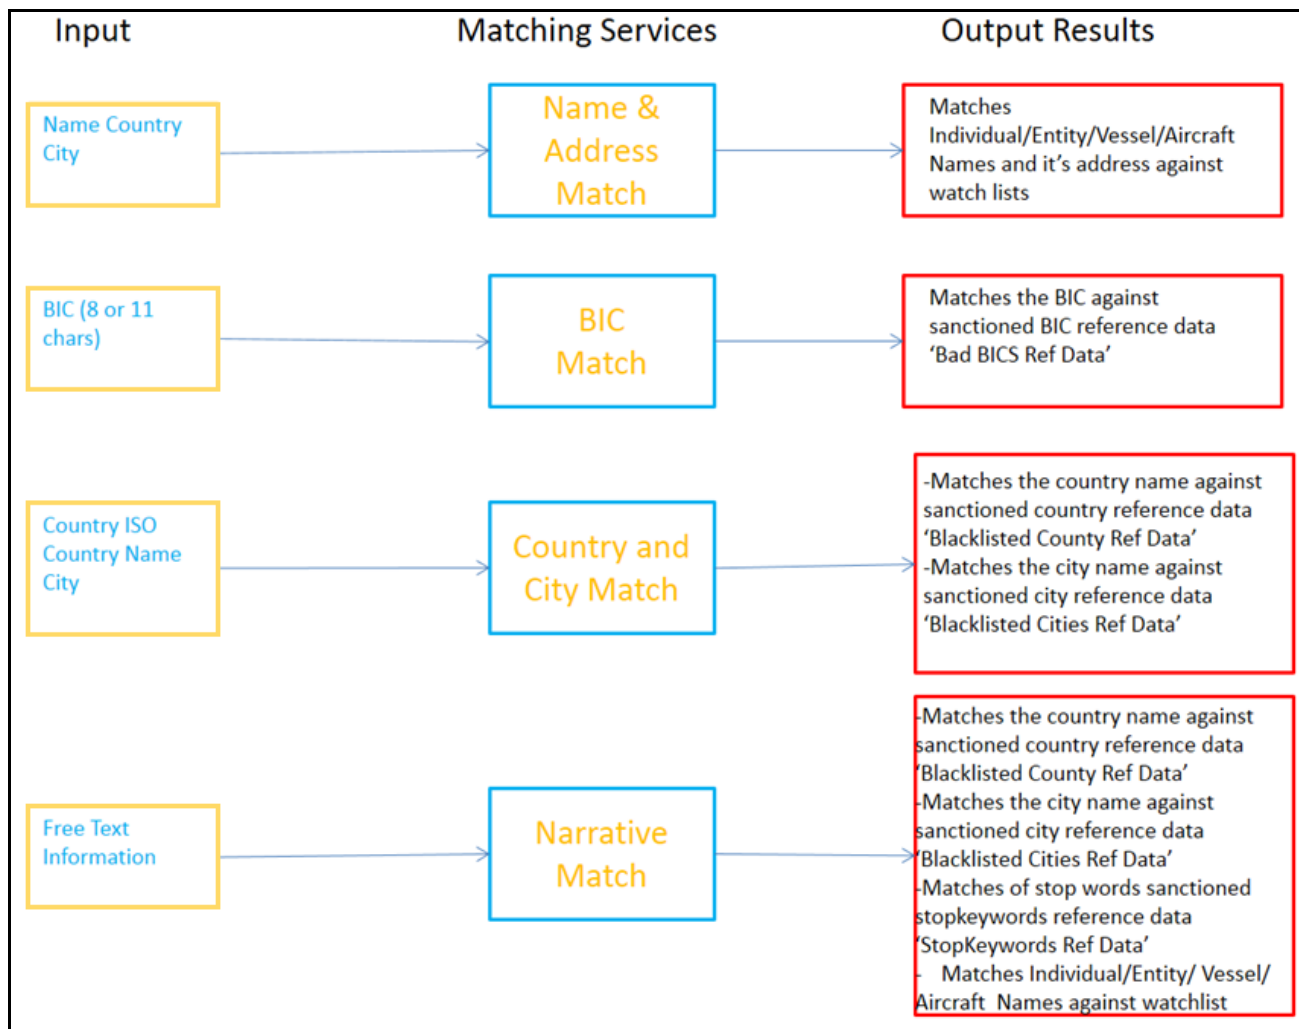 Input
Matching Services
Output Results
Name Country
City
Name &
Address
Match
Matches
Individual/Entity/Vessel/Aircraft
Names and it's address against
watch lists
BIC (8 or 11
chars)
BIC
Match
Matches the BIC against
sanctioned BIC reference data
‘Bad BICS Ref Data’
Country ISO
Country Name
City
Country and
City Match
-Matches the country name against
sanctioned country reference data
‘Blacklisted County Ref Data’
-Matches the city name against
sanctioned city reference data
‘Blacklisted Cities Ref Data’
Free Text
Information
Narrative
Match
-Matches the country name against
sanctioned country reference data
‘Blacklisted County Ref Data’
-Matches the city name against
sanctioned city reference data
‘Blacklisted Cities Ref Data’
-Matches of stop words sanctioned
stopkeywords reference data
‘StopKeywords Ref Data’
- Matches Individual/Entity/ Vessel/
Aircraft Names against watchlist